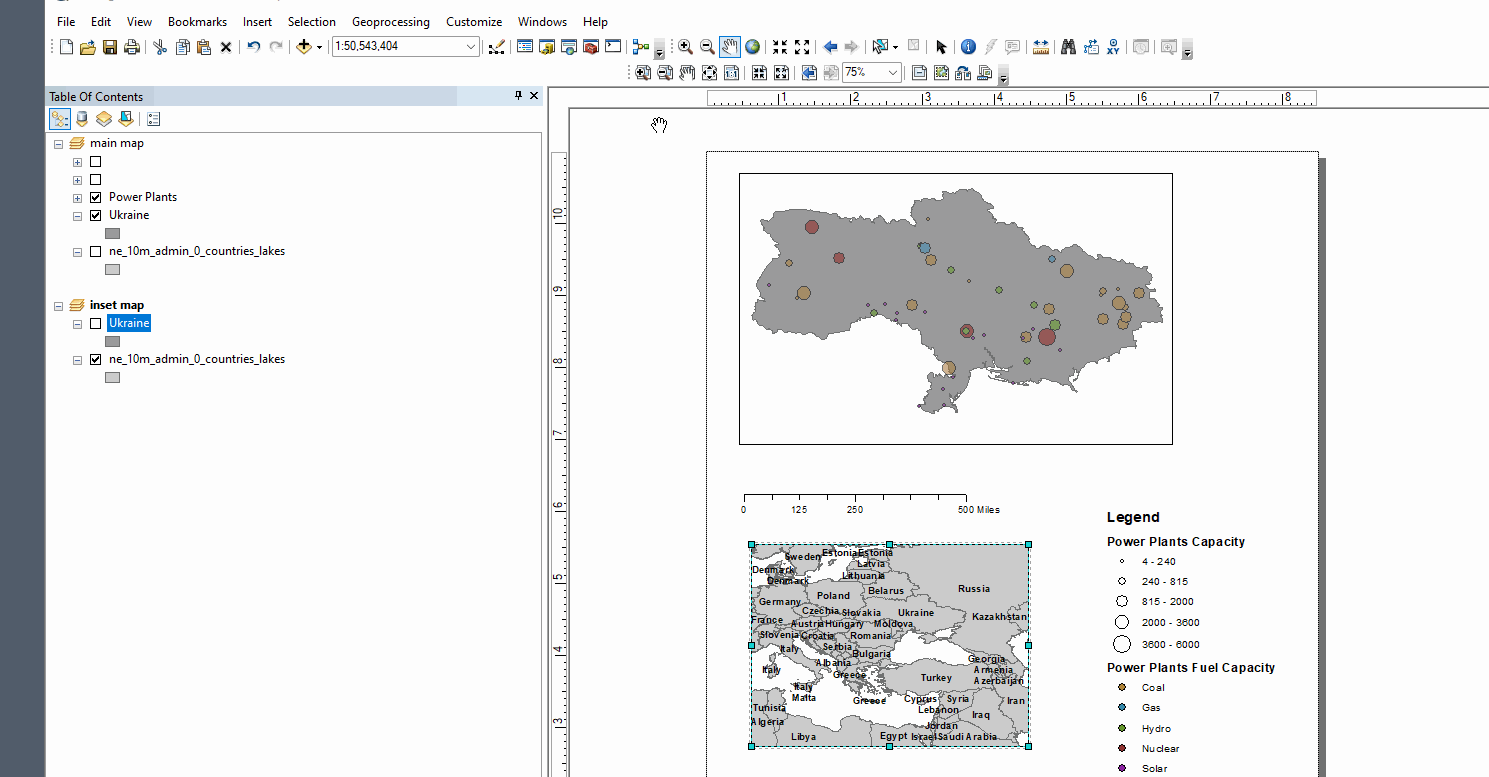 File Edit View Bookmarks Insert Selection Geoprocessing Customize Windows Help
1:50,543,404
1:1 75%
Table Of Contents
main map
Power Plants
Ukraine
ne_10m_admin_0_countries_lakes
inset map
Ukraine
ne_10m_admin_0_countries_lakes
1 2 3 4 5 6 7 8
10
9
8
7
6
5
4
3
0 125 250 500 Miles
Sweden Estonia Estonia
Latvia
Denmark Lithuania
Denmark
Russia
Poland Belarus
Germany
Czechia Slovakia Ukraine
France Kazakhstan
Austria Hungary Moldova
Slovenia Croatia Romania
Italy Serbia
Bulgaria
Albania Georgia
Italy Greece Armenia
Turkey Azerbaijan
Italy
Malta Greece Cyprus Syria Iran
Tunisia Lebanon Iraq
Algeria Jordan
Libya Egypt Israel Saudi Arabia
Legend
Power Plants Capacity
4 - 240
240 - 815
815 - 2000
2000 - 3600
3600 - 6000
Power Plants Fuel Capacity
Coal
Gas
Hydro
Nuclear
Solar